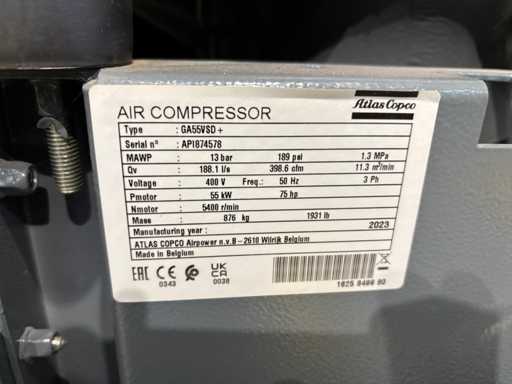 AIR COMPRESSOR
Atlas Copco
Type : GA55VSD+
Serial n° : API874578
MAWP 13 bar 189 psi 1.3 MPa
Qv 188.1 l/s 398.6 cfm 11.3 m³/min
Voltage 400 V Freq.: 50 Hz 3 Ph
Pmotor 55 kW 75 hp
Nmotor 5400 r/min
Mass 876 kg 1931 lb
Manufacturing year : 2023
ATLAS COPCO Airpower n.v.B-2610 Wilrijk Belgium
Made in Belgium
EAC CE UK CA
0343 0038